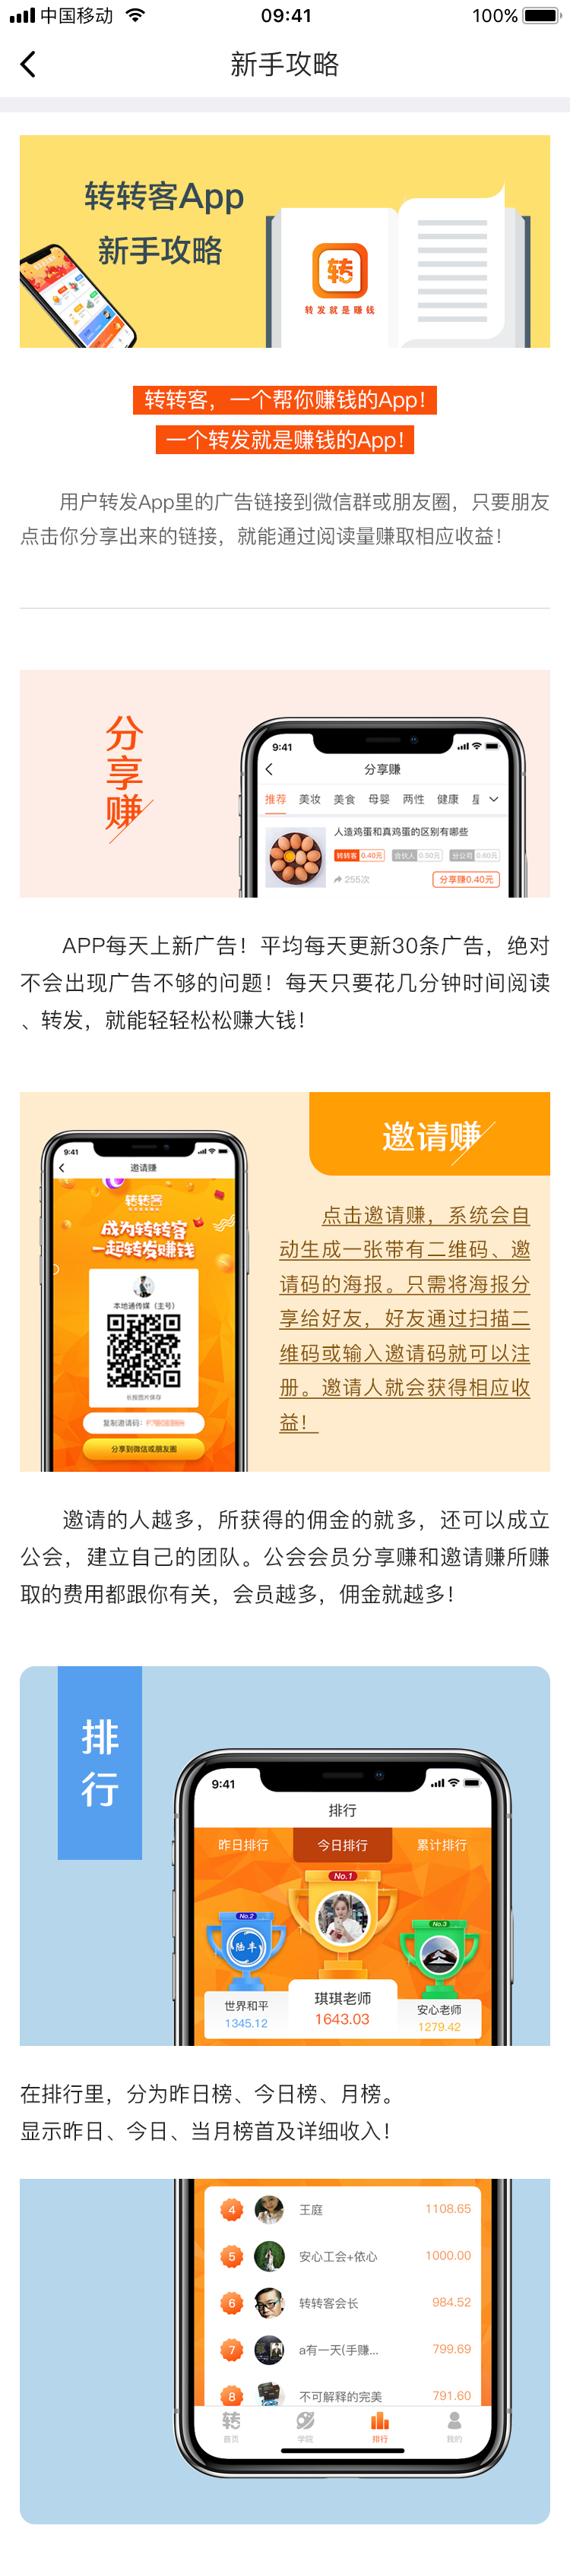 中国移动
09:41
100%
新手攻略
转转客App
新手攻略
转
转发就是赚钱
转转客，一个帮你赚钱的App！
一个转发就是赚钱的App！
用户转发App里的广告链接到微信群或朋友圈，只要朋友
点击你分享出来的链接，就能通过阅读量赚取相应收益！
分享赚
9:41
分享赚
推荐 美妆 美食 母婴 两性 健康
人造鸡蛋和真鸡蛋的区别有哪些
转转客 0.40元 合伙人 0.50元 分公司 0.60元
255次
分享赚0.40元
APP每天上新广告！平均每天更新30条广告，绝对
不会出现广告不够的问题！每天只要花几分钟时间阅读
、转发，就能轻轻松松赚大钱！
9:41
邀请赚
转转客
成为转转客
一起转发赚钱
本地通传媒（主号）
长按图片保存
复制邀请码：
分享到微信或朋友圈
邀请赚
点击邀请赚，系统会自
动生成一张带有二维码、邀
请码的海报。只需将海报分
享给好友，好友通过扫描二
维码或输入邀请码就可以注
册。邀请人就会获得相应收
益！
邀请的人越多，所获得的佣金的就多，还可以成立
公会，建立自己的团队。公会会员分享赚和邀请赚所赚
取的费用都跟你有关，会员越多，佣金就越多！
排行
9:41
排行
昨日排行 今日排行 累计排行
No.1
No.2
No.3
陆丰
世界和平
1345.12
琪琪老师
1643.03
安心老师
1279.42
在排行里，分为昨日榜、今日榜、月榜。
显示昨日、今日、当月榜首及详细收入！
4 王庭 1108.65
5 安心工会+依心 1000.00
6 转转客会长 984.52
7 a有一天(手赚... 799.69
8 不可解释的完美 791.60
转
首页 学院 排行 我的